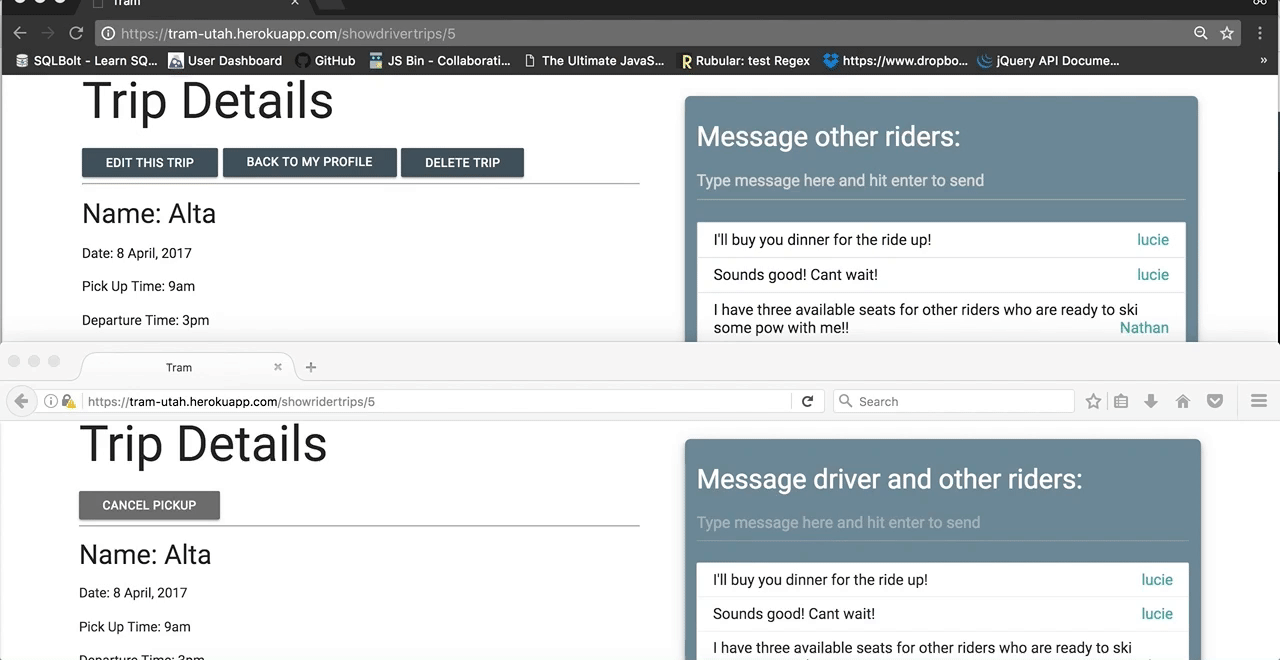 Tram
https://tram-utah.herokuapp.com/showdrivertrips/5
SQLBolt - Learn SQ... User Dashboard GitHub JS Bin - Collaborati... The Ultimate JavaS... Rubular: test Regex https://www.dropbo... jQuery API Docume... »
Trip Details
EDIT THIS TRIP BACK TO MY PROFILE DELETE TRIP
Name: Alta
Date: 8 April, 2017
Pick Up Time: 9am
Departure Time: 3pm
Message other riders:
Type message here and hit enter to send
I'll buy you dinner for the ride up! lucie
Sounds good! Cant wait! lucie
I have three available seats for other riders who are ready to ski
some pow with me!! Nathan
Tram
https://tram-utah.herokuapp.com/showridertrips/5 Search
Trip Details
CANCEL PICKUP
Name: Alta
Date: 8 April, 2017
Pick Up Time: 9am
Departure Time: 3pm
Message driver and other riders:
Type message here and hit enter to send
I'll buy you dinner for the ride up! lucie
Sounds good! Cant wait! lucie
I have three available seats for other riders who are ready to ski